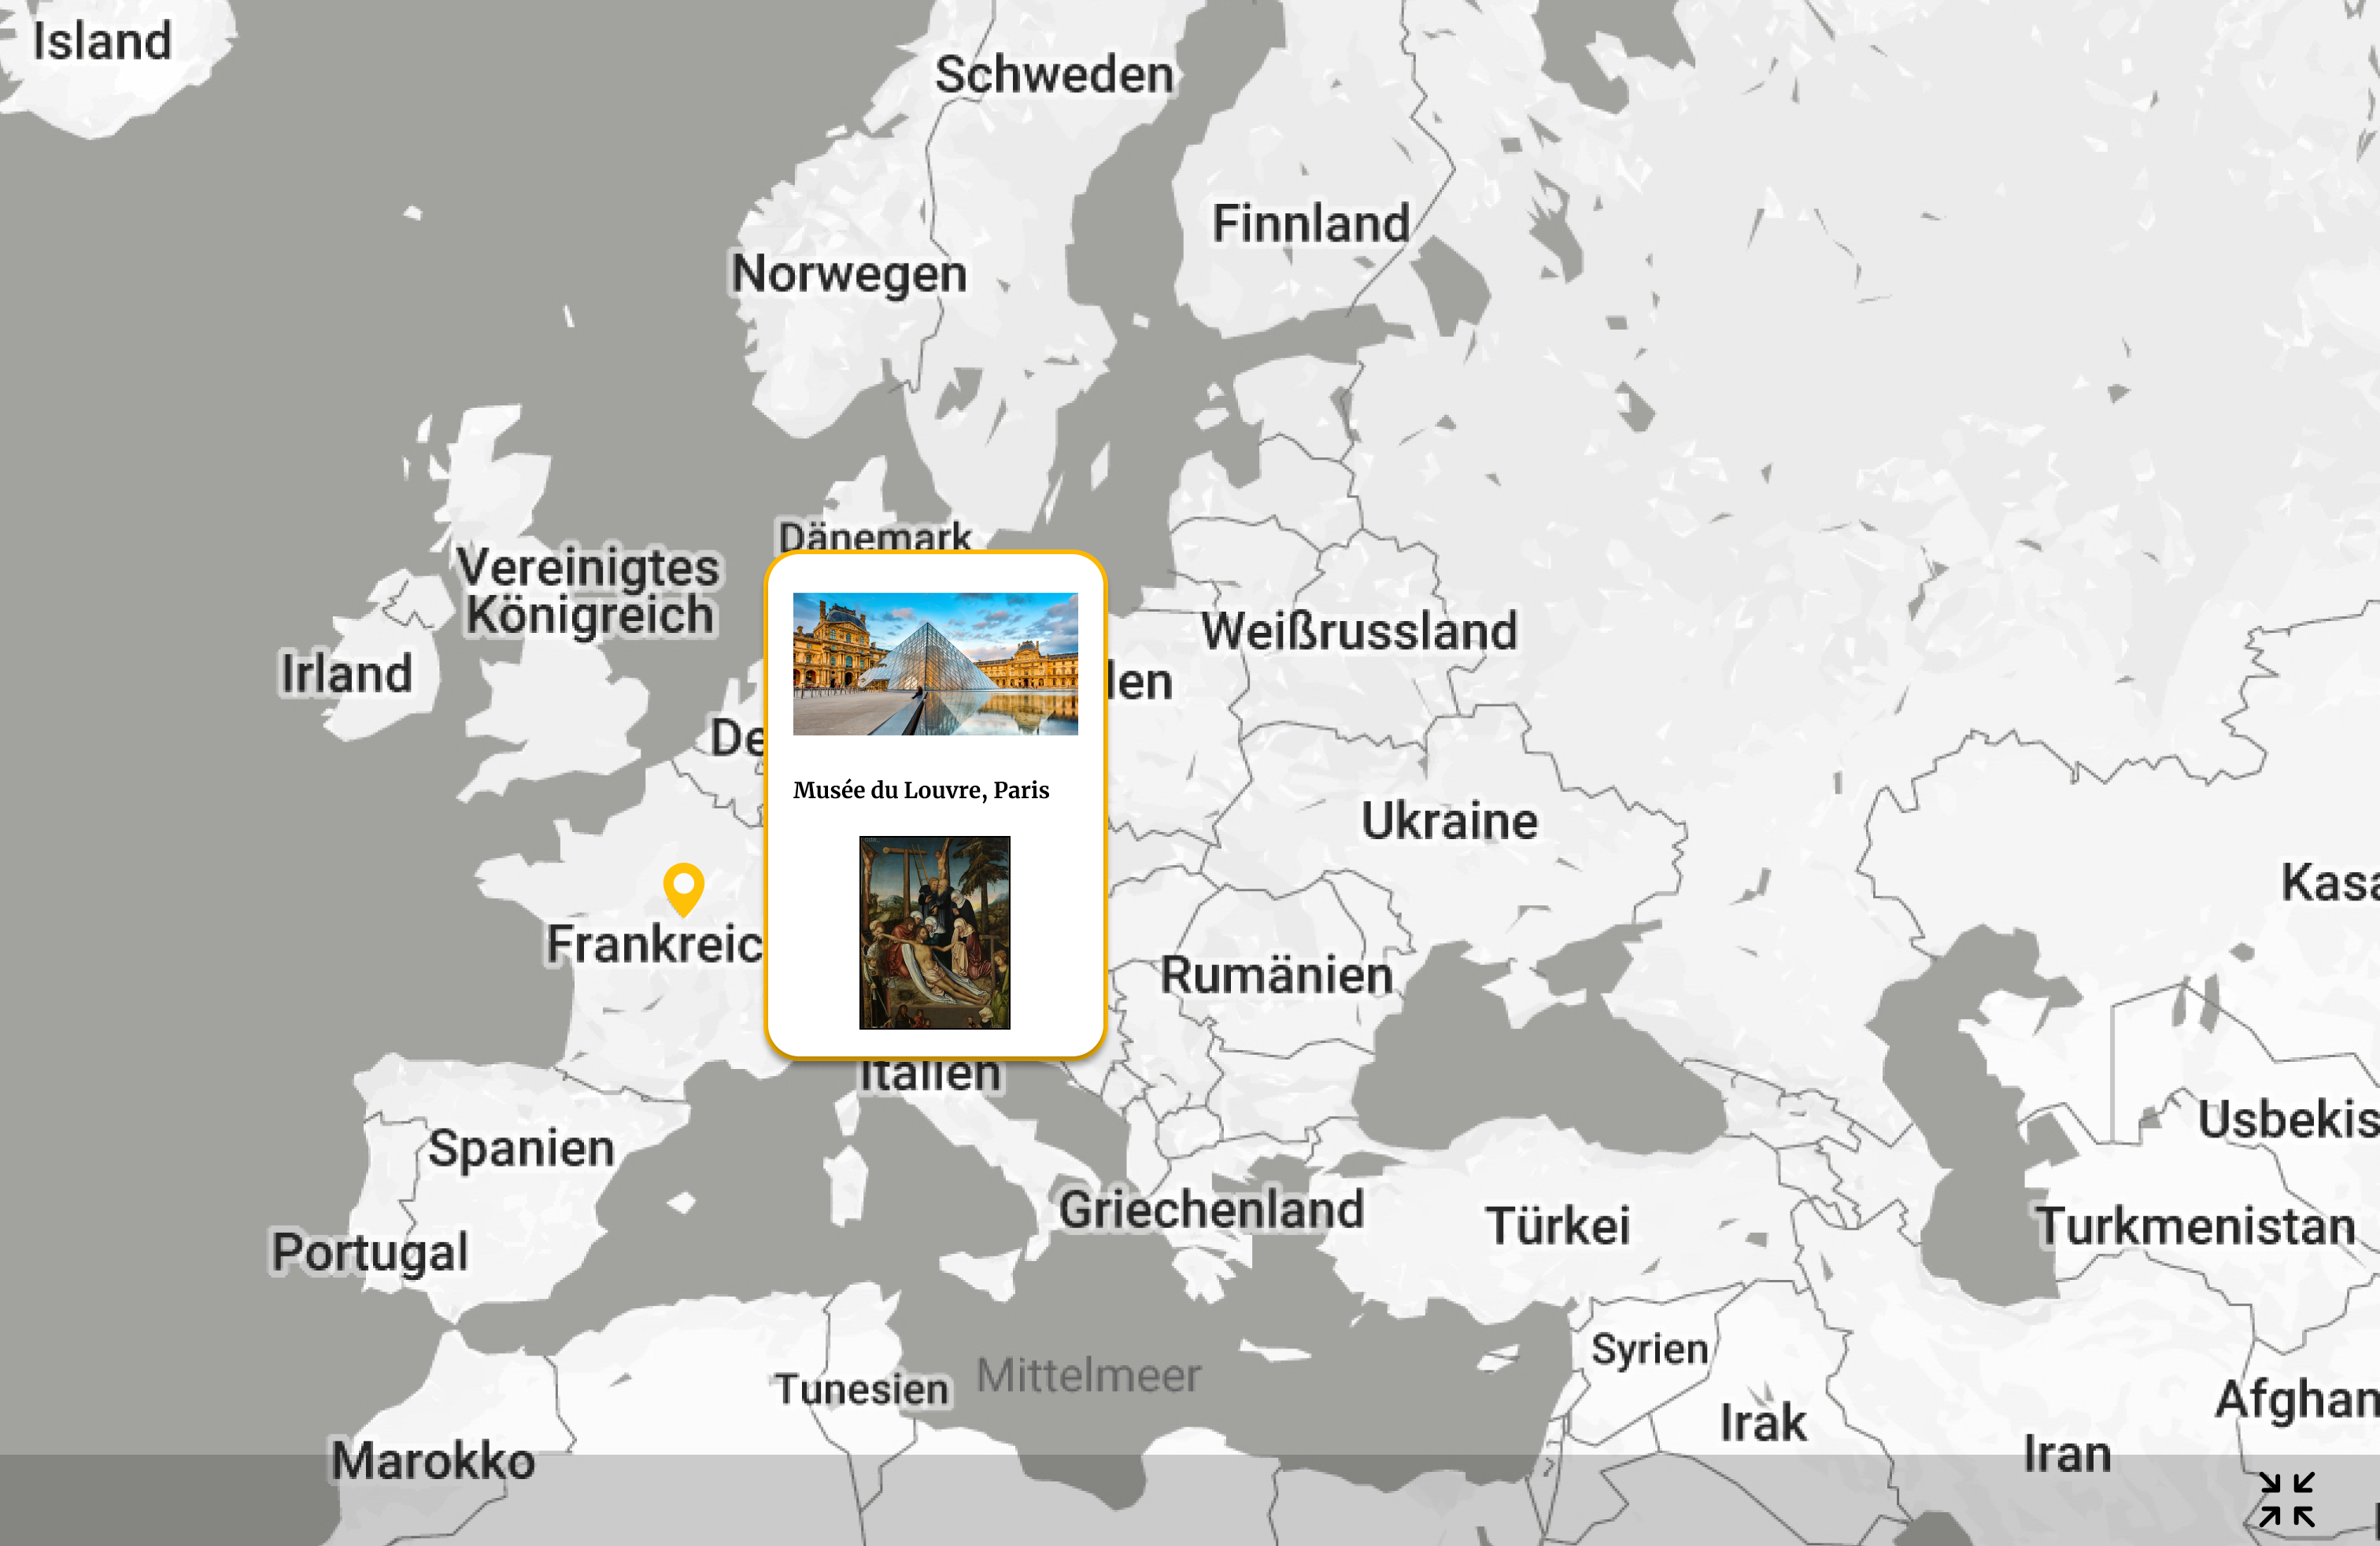 Island
Schweden
Finnland
Norwegen
Dänemark
Vereinigtes
Königreich
Weißrussland
Irland
len
De
Musée du Louvre, Paris
Ukraine
Kasa
Frankreic
Rumänien
Italien
Usbekis
Spanien
Griechenland
Türkei
Turkmenistan
Portugal
Syrien
Mittelmeer
Tunesien
Afghan
Irak
Iran
Marokko